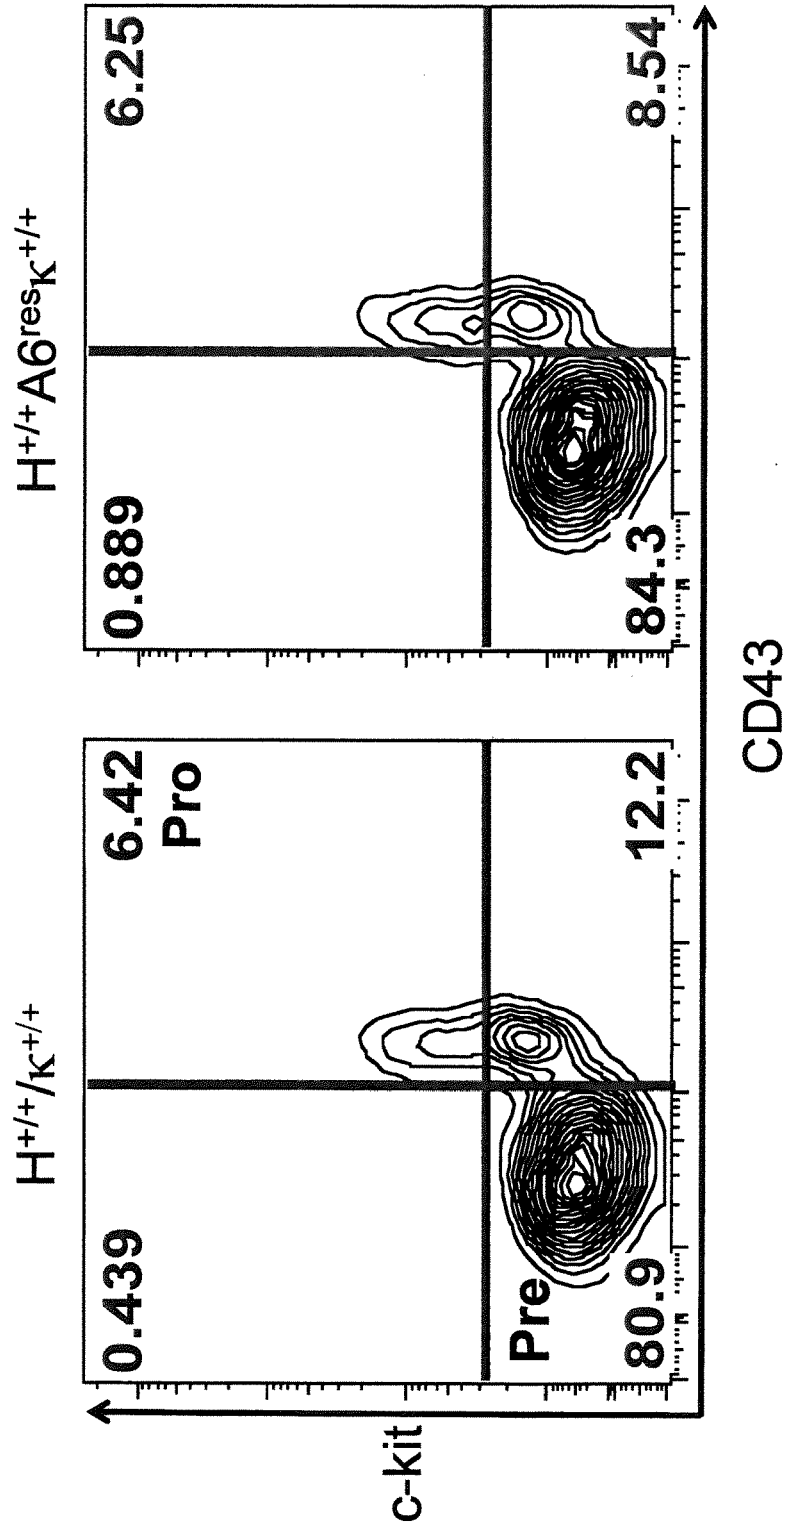 H+/+/κ+/+
H+/+A6resκ+/+
0.439
6.42
Pro
Pre
80.9
12.2
0.889
6.25
84.3
8.54
c-kit
CD43